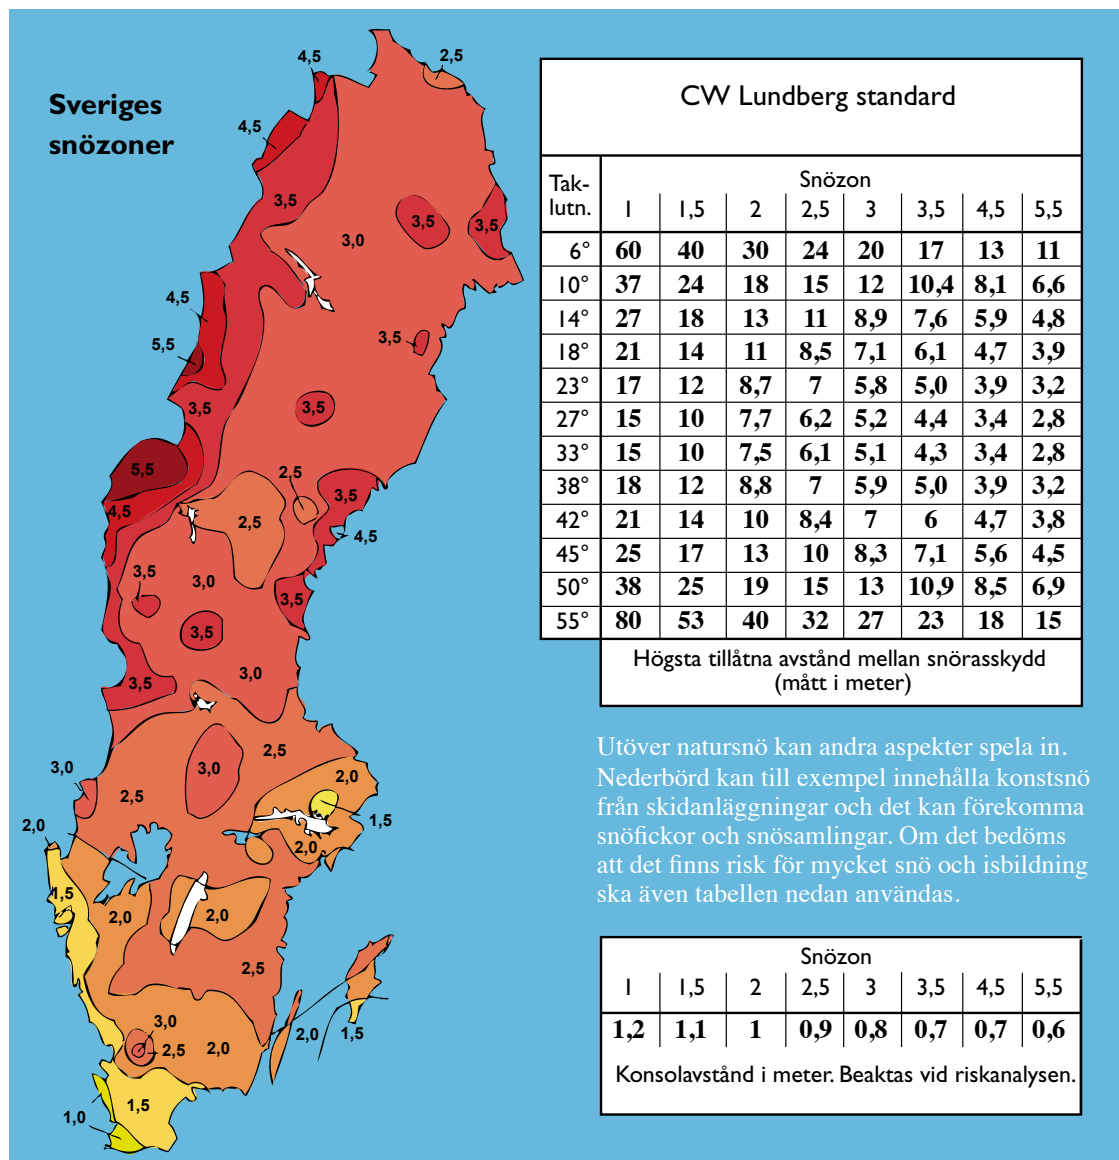 Sveriges
snözoner
4,5
2,5
4,5
3,5
3,5
3,5
3,0
4,5
3,5
5,5
3,5
3,5
5,5
2,5
3,5
4,5
2,5
4,5
3,5
3,0
3,5
3,5
3,5
3,0
2,5
3,0
3,0
2,0
2,5
1,5
2,0
2,0
1,5
2,0
2,0
2,5
3,0
2,0
1,5
2,5
2,0
1,5
1,0
CW Lundberg standard
Tak-
lutn.
Snözon
1 1,5 2 2,5 3 3,5 4,5 5,5
6° 60 40 30 24 20 17 13 11
10° 37 24 18 15 12 10,4 8,1 6,6
14° 27 18 13 11 8,9 7,6 5,9 4,8
18° 21 14 11 8,5 7,1 6,1 4,7 3,9
23° 17 12 8,7 7 5,8 5,0 3,9 3,2
27° 15 10 7,7 6,2 5,2 4,4 3,4 2,8
33° 15 10 7,5 6,1 5,1 4,3 3,4 2,8
38° 18 12 8,8 7 5,9 5,0 3,9 3,2
42° 21 14 10 8,4 7 6 4,7 3,8
45° 25 17 13 10 8,3 7,1 5,6 4,5
50° 38 25 19 15 13 10,9 8,5 6,9
55° 80 53 40 32 27 23 18 15
Högsta tillåtna avstånd mellan snörasskydd
(mått i meter)
Utöver natursnö kan andra aspekter spela in.
Nederbörd kan till exempel innehålla konstsnö
från skidanläggningar och det kan förekomma
snöfickor och snösamlingar. Om det bedöms
att det finns risk för mycket snö och isbildning
ska även tabellen nedan användas.
Snözon
1 1,5 2 2,5 3 3,5 4,5 5,5
1,2 1,1 1 0,9 0,8 0,7 0,7 0,6
Konsolavstånd i meter. Beaktas vid riskanalysen.